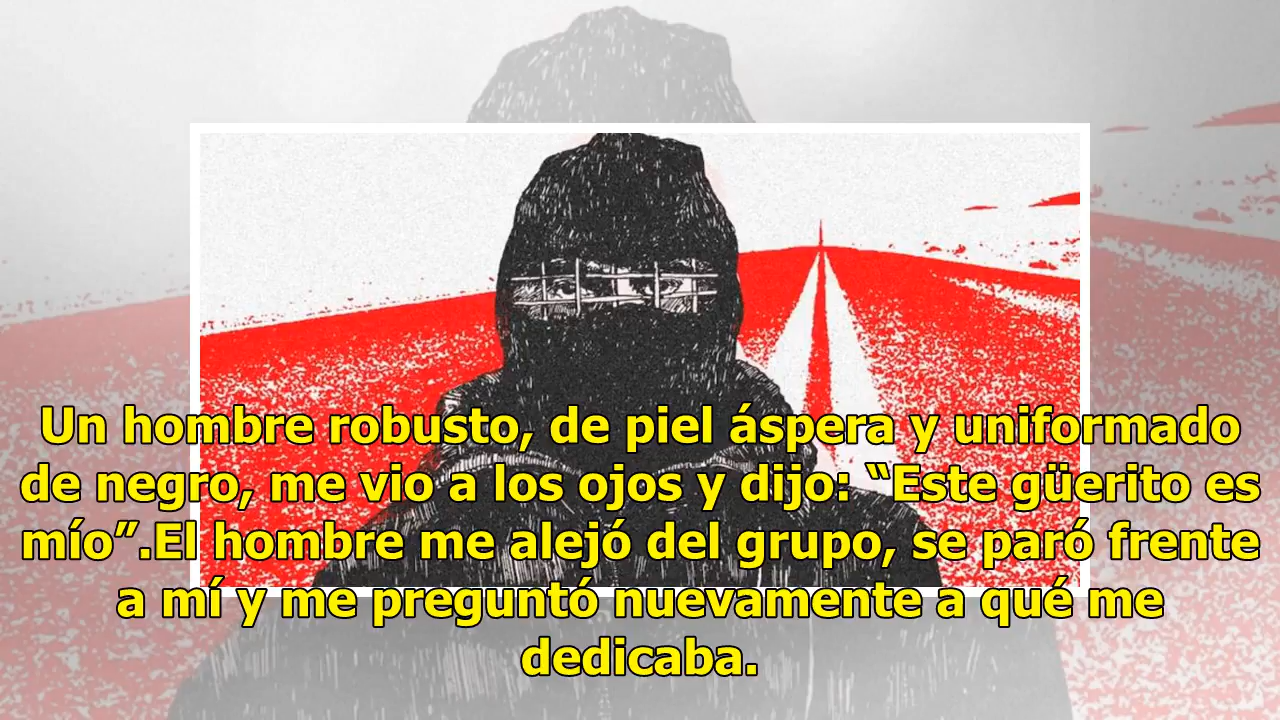 Un hombre robusto, de piel áspera y uniformado
de negro, me vio a los ojos y dijo: “Este güerito es
mío”.El hombre me alejó del grupo, se paró frente
a mí y me preguntó nuevamente a qué me
dedicaba.